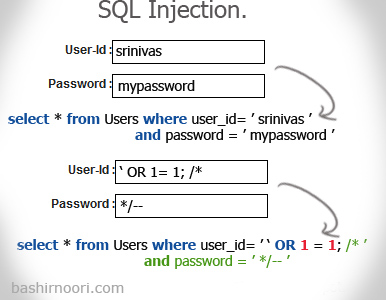 SQL Injection.
User-Id : srinivas
Password : mypassword
select * from Users where user_id= ’ srinivas ’
and password = ’ mypassword ’
User-Id : ‘ OR 1= 1; /*
Password : */--
select * from Users where user_id= ’‘ OR 1 = 1; /* ’
and password = ’ */-- ’
bashirnoori.com